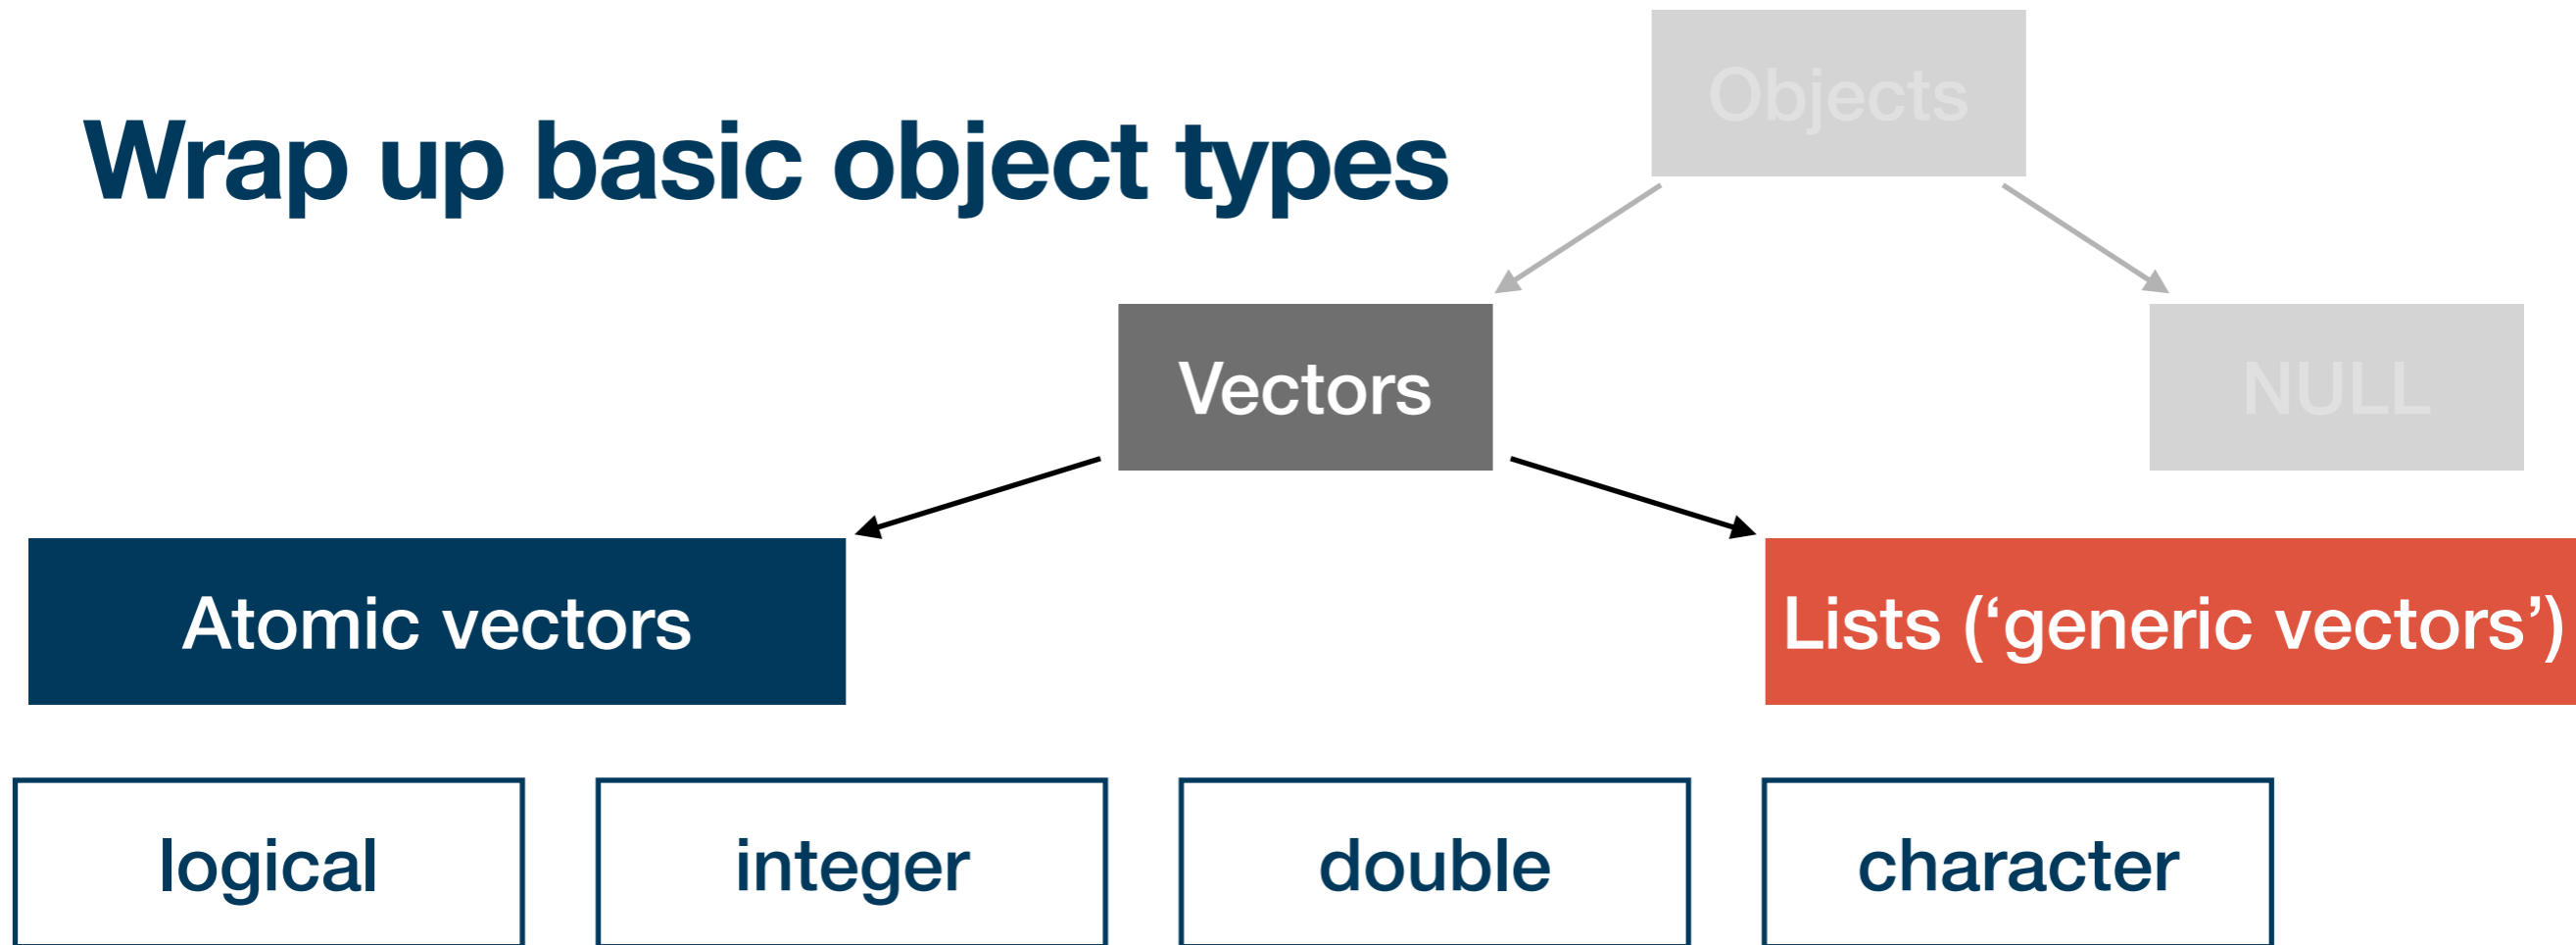 Objects
Wrap up basic object types
Vectors
NULL
Atomic vectors
Lists (‘generic vectors’)
logical
integer
double
character